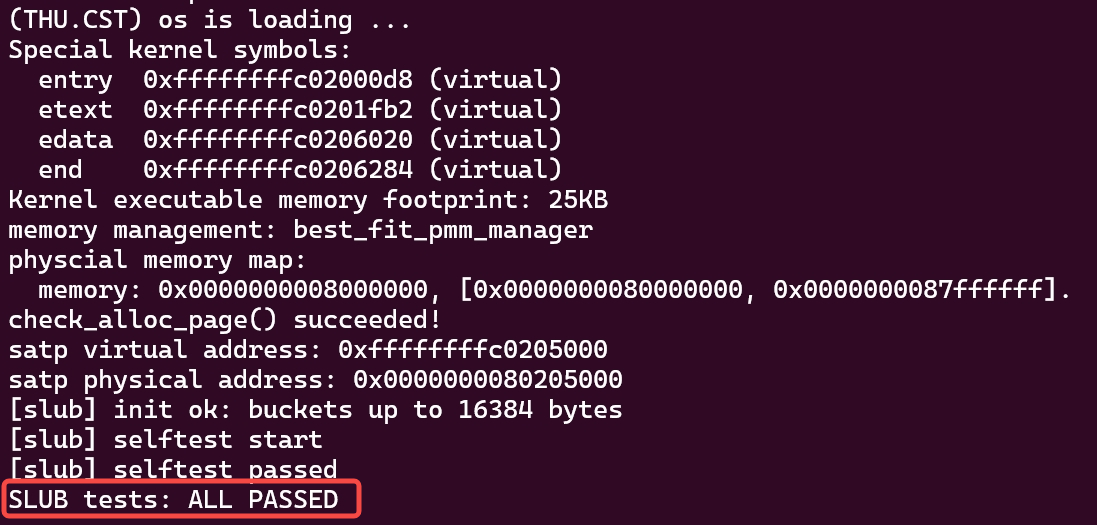 (THU.CST) os is loading ...
Special kernel symbols:
  entry  0xffffffffc02000d8 (virtual)
  etext  0xffffffffc0201fb2 (virtual)
  edata  0xffffffffc0206020 (virtual)
  end    0xffffffffc0206284 (virtual)
Kernel executable memory footprint: 25KB
memory management: best_fit_pmm_manager
physcial memory map:
  memory: 0x0000000008000000, [0x0000000080000000, 0x0000000087ffffff].
check_alloc_page() succeeded!
satp virtual address: 0xffffffffc0205000
satp physical address: 0x0000000080205000
[slub] init ok: buckets up to 16384 bytes
[slub] selftest start
[slub] selftest passed
SLUB tests: ALL PASSED